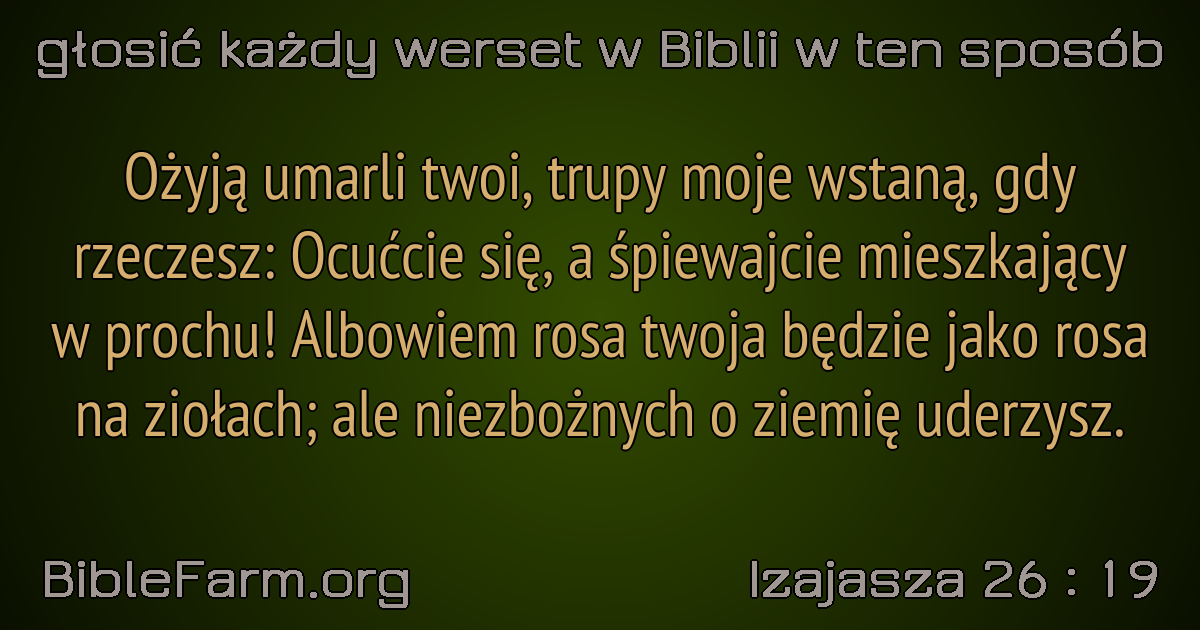 głosić każdy werset w Biblii w ten sposób
Ożyją umarli twoi, trupy moje wstaną, gdy
rzeczesz: Ocućcie się, a śpiewajcie mieszkający
w prochu! Albowiem rosa twoja będzie jako rosa
na ziołach; ale niezbożnych o ziemię uderzysz.
BibleFarm.org
Izajasza 26 : 19